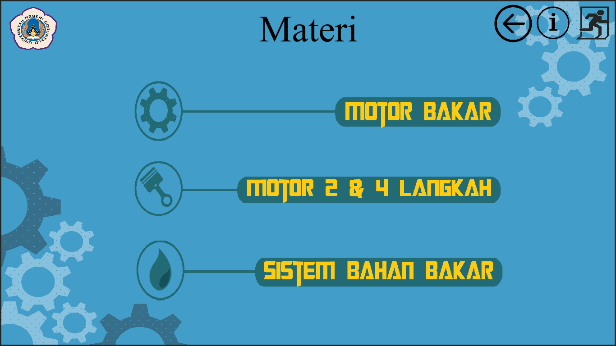 Materi
i
MOTOR BAKAR
MOTOR 2 & 4 LANGKAH
SISTEM BAHAN BAKAR